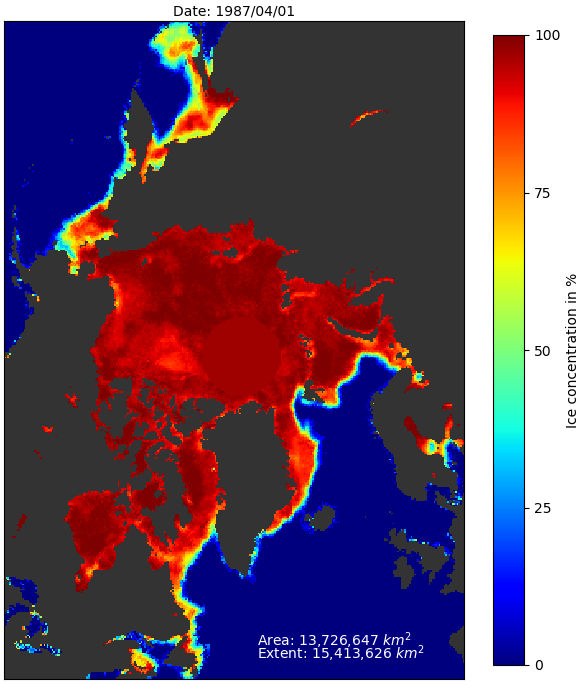 Date: 1987/04/01
100
75
50
25
0
Ice concentration in %
Area: 13,726,647 km²
Extent: 15,413,626 km²